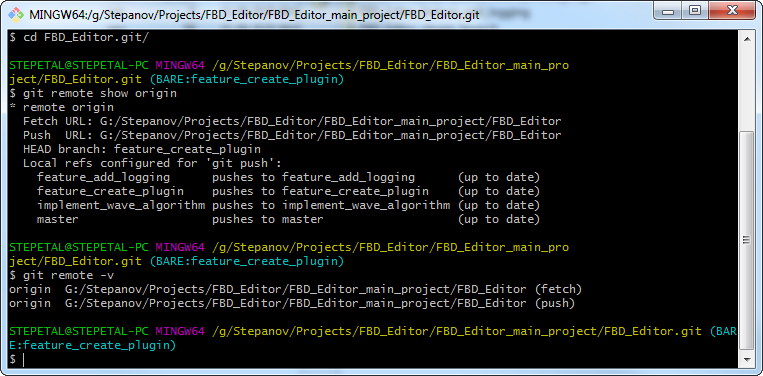 MINGW64:/g/Stepanov/Projects/FBD_Editor/FBD_Editor_main_project/FBD_Editor.git
$ cd FBD_Editor.git/
STEPETAL@STEPETAL-PC MINGW64 /g/Stepanov/Projects/FBD_Editor/FBD_Editor_main_pro
ject/FBD_Editor.git (BARE:feature_create_plugin)
$ git remote show origin
* remote origin
  Fetch URL: G:/Stepanov/Projects/FBD_Editor/FBD_Editor_main_project/FBD_Editor
  Push  URL: G:/Stepanov/Projects/FBD_Editor/FBD_Editor_main_project/FBD_Editor
  HEAD branch: feature_create_plugin
  Local refs configured for 'git push':
    feature_add_logging      pushes to feature_add_logging      (up to date)
    feature_create_plugin    pushes to feature_create_plugin    (up to date)
    implement_wave_algorithm pushes to implement_wave_algorithm (up to date)
    master                   pushes to master                   (up to date)
STEPETAL@STEPETAL-PC MINGW64 /g/Stepanov/Projects/FBD_Editor/FBD_Editor_main_pro
ject/FBD_Editor.git (BARE:feature_create_plugin)
$ git remote -v
origin  G:/Stepanov/Projects/FBD_Editor/FBD_Editor_main_project/FBD_Editor (fetch)
origin  G:/Stepanov/Projects/FBD_Editor/FBD_Editor_main_project/FBD_Editor (push)
STEPETAL@STEPETAL-PC MINGW64 /g/Stepanov/Projects/FBD_Editor/FBD_Editor_main_project/FBD_Editor.git (BAR
E:feature_create_plugin)
$